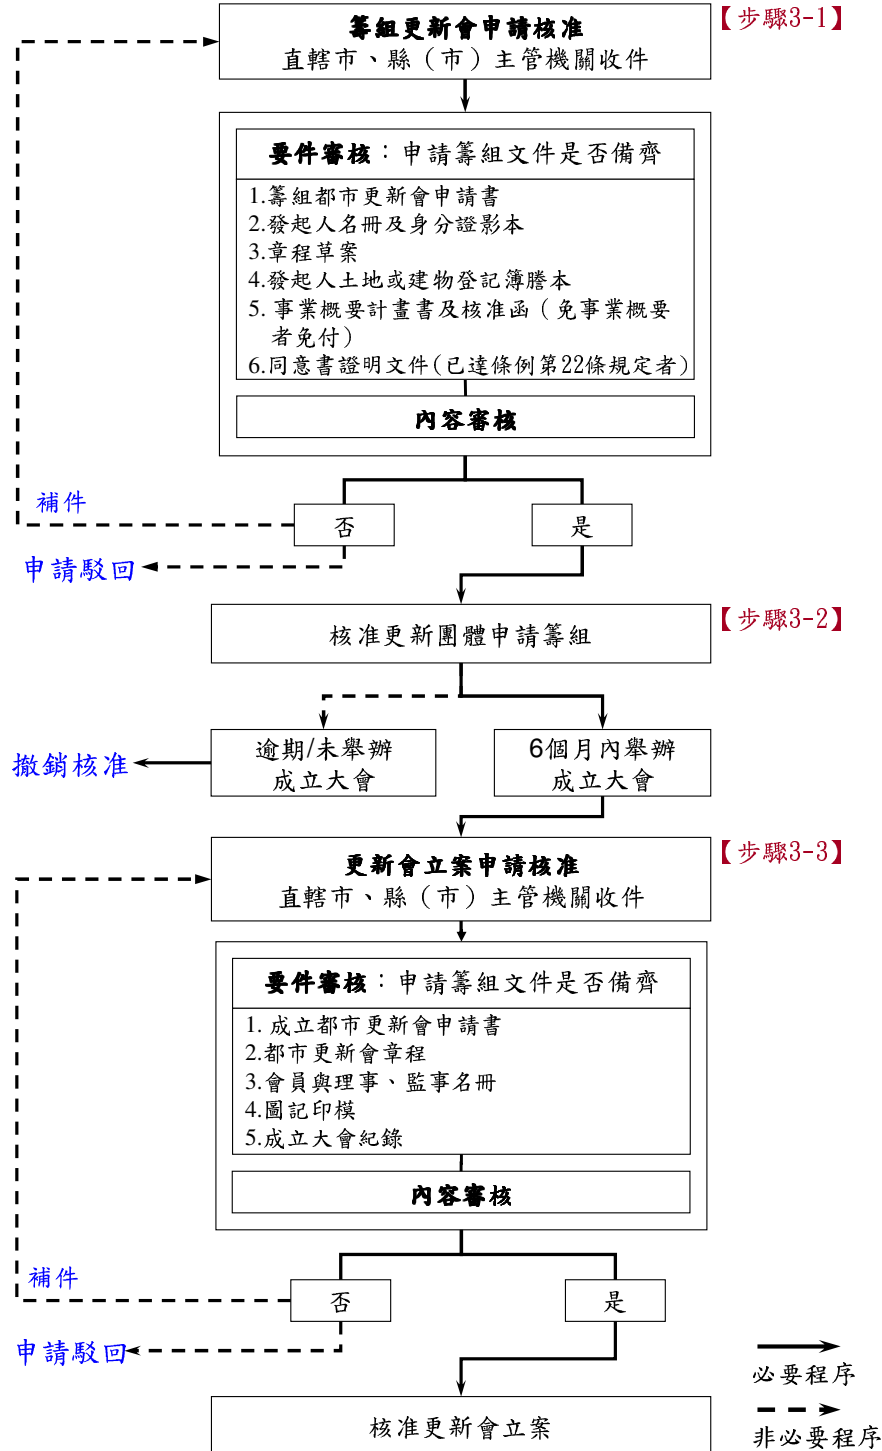 籌組更新會申請核准
【步驟3-1】
直轄市、縣（市）主管機關收件
要件審核：申請籌組文件是否備齊
1.籌組都市更新會申請書
2.發起人名冊及身分證影本
3.章程草案
4.發起人土地或建物登記簿謄本
5. 事業概要計畫書及核准函（免事業概要
者免付）
6.同意書證明文件(已達條例第22條規定者)
內容審核
補件
否
是
申請駁回
核准更新團體申請籌組
【步驟3-2】
撤銷核准
逾期/未舉辦
成立大會
6個月內舉辦
成立大會
更新會立案申請核准
【步驟3-3】
直轄市、縣（市）主管機關收件
要件審核：申請籌組文件是否備齊
1. 成立都市更新會申請書
2.都市更新會章程
3.會員與理事、監事名冊
4.圖記印模
5.成立大會紀錄
內容審核
補件
否
是
申請駁回
核准更新會立案
必要程序
非必要程序